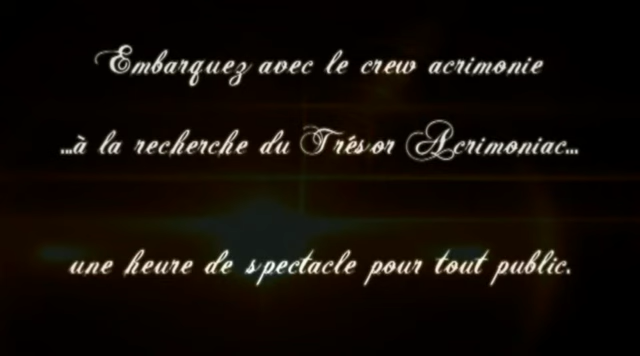 Embarquez avec le crew acrimonie
...à la recherche du Trésor Acrimoniac...
une heure de spectacle pour tout public.